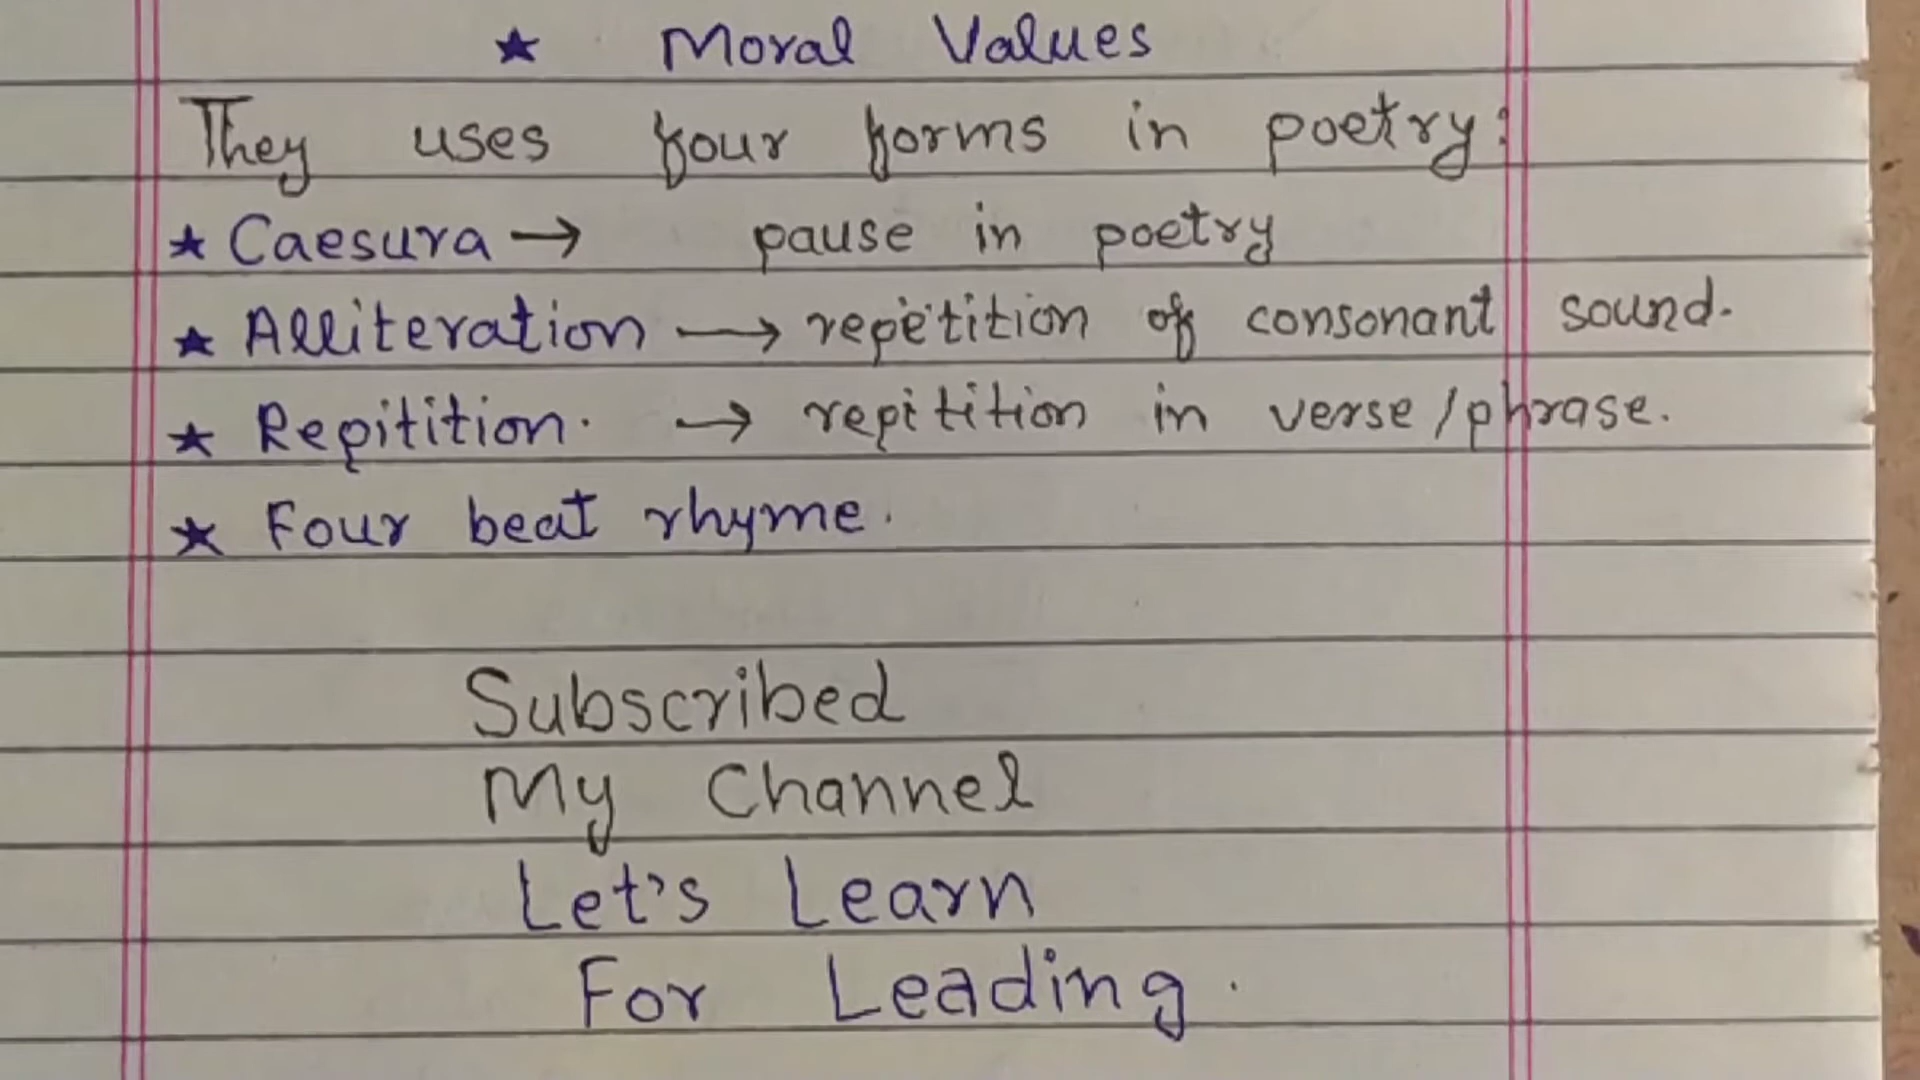 ★ Moral Values
They uses four forms in poetry:
★ Caesura → pause in poetry
★ Alliteration → repetition of consonant sound.
★ Repitition. → repitition in verse/phrase.
★ Four beat rhyme.
Subscribed
My Channel
Let's Learn
For Leading.